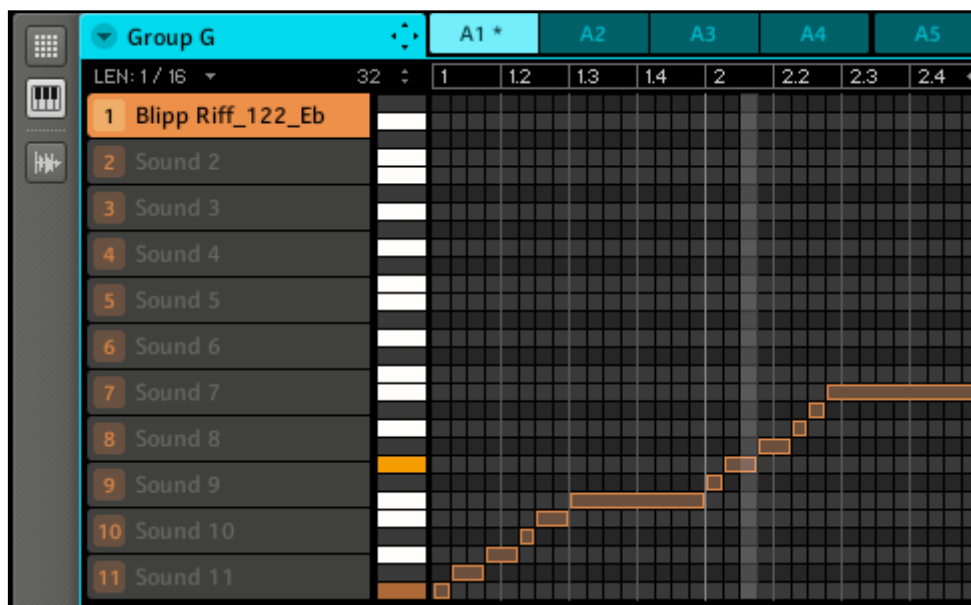 Group G A1 * A2 A3 A4 A5
LEN: 1 / 16 32 1 1.2 1.3 1.4 2 2.2 2.3 2.4
1 Blipp Riff_122_Eb
2 Sound 2
3 Sound 3
4 Sound 4
5 Sound 5
6 Sound 6
7 Sound 7
8 Sound 8
9 Sound 9
10 Sound 10
11 Sound 11